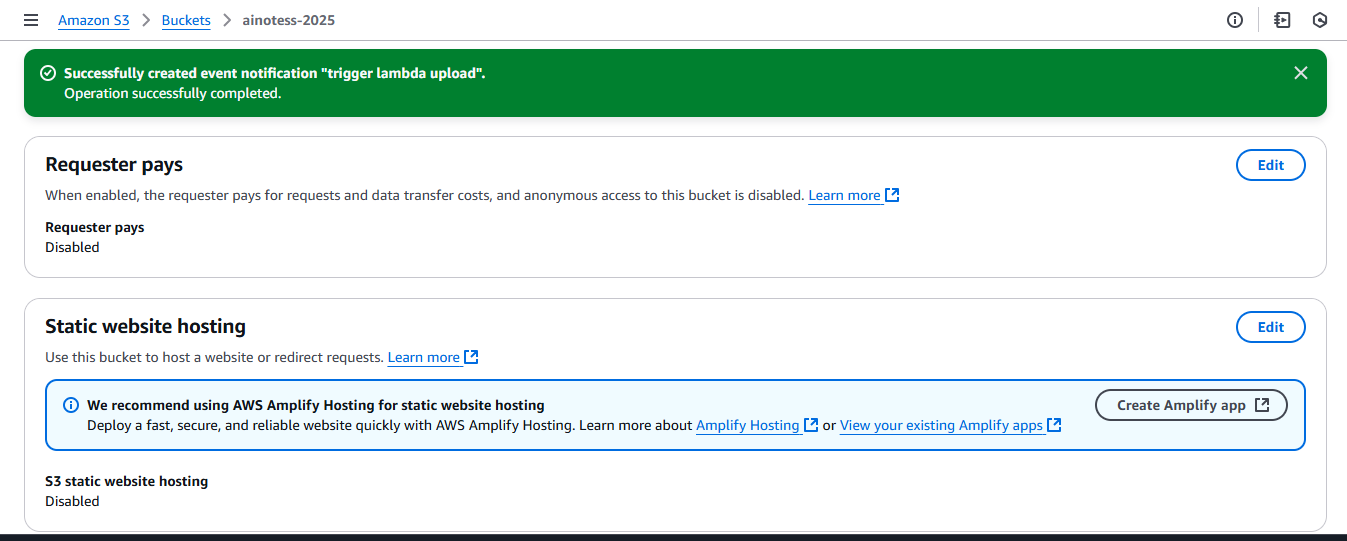 Amazon S3 > Buckets > ainotess-2025
Successfully created event notification "trigger lambda upload".
Operation successfully completed.
Requester pays
Edit
When enabled, the requester pays for requests and data transfer costs, and anonymous access to this bucket is disabled. Learn more
Requester pays
Disabled
Static website hosting
Edit
Use this bucket to host a website or redirect requests. Learn more
We recommend using AWS Amplify Hosting for static website hosting
Create Amplify app
Deploy a fast, secure, and reliable website quickly with AWS Amplify Hosting. Learn more about Amplify Hosting or View your existing Amplify apps
S3 static website hosting
Disabled